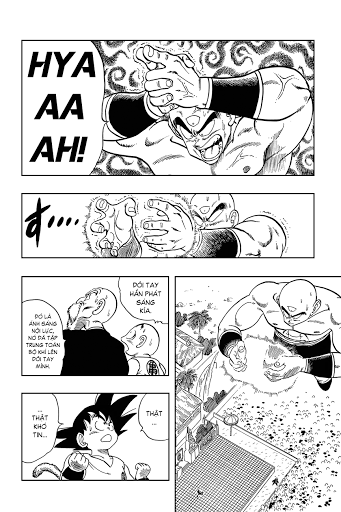 HYA
AA
AH!
す....
ĐÔI TAY
HẮN PHÁT
SÁNG
KÌA.
ĐÓ LÀ
ÁNH SÁNG
NỘI LỰC,
NÓ ĐÃ TẬP
TRUNG TOÀN
BỘ KHÍ LÊN
ĐÔI TAY
MÌNH.
THẬT ...
...
THẬT
KHÓ
TIN...